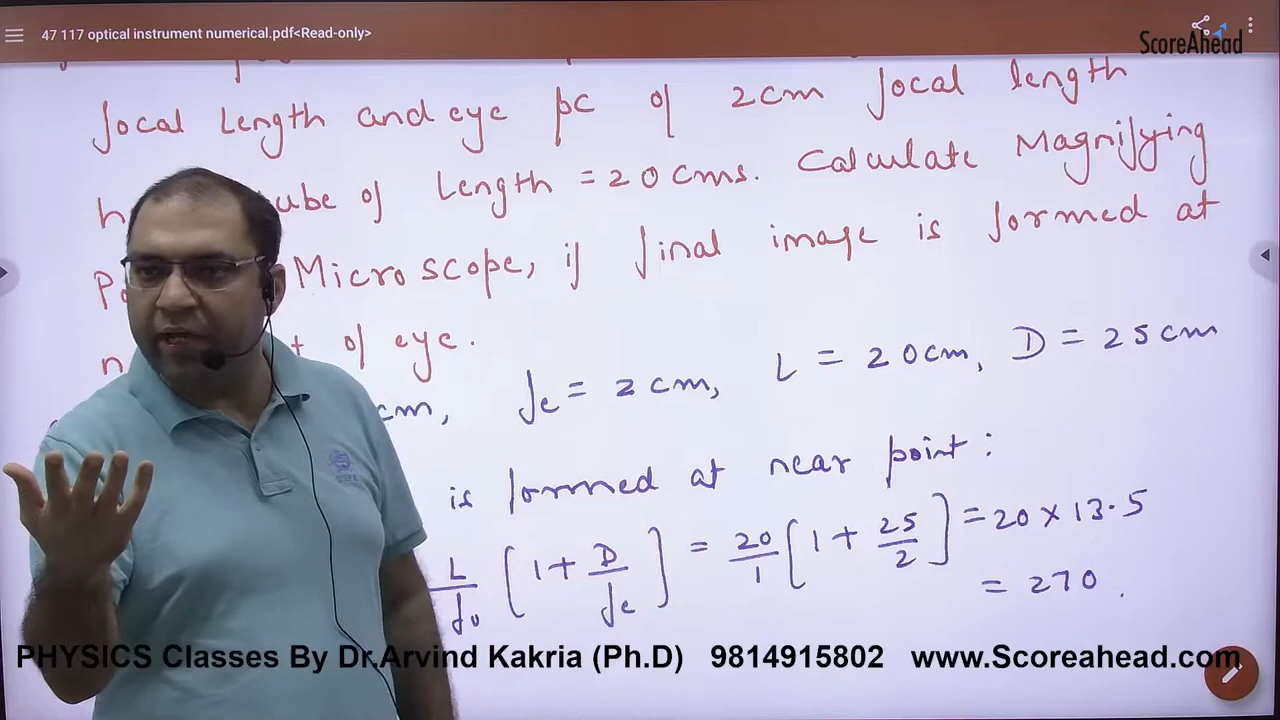 47 117 optical instrument numerical.pdf<Read-only>
ScoreAhead
focal Length and eye pc of 2cm focal length
ube of Length = 20 cms. Calculate Magnifying
Microscope, if final image is formed at
of eye.
cm, fe = 2 cm, L = 20cm, D = 25 cm
is formed at near point:
L/fo [1 + D/fe] = 20/1 [1 + 25/2] = 20 × 13.5
= 270.
PHYSICS Classes By Dr.Arvind Kakria (Ph.D) 9814915802 www.Scoreahead.com